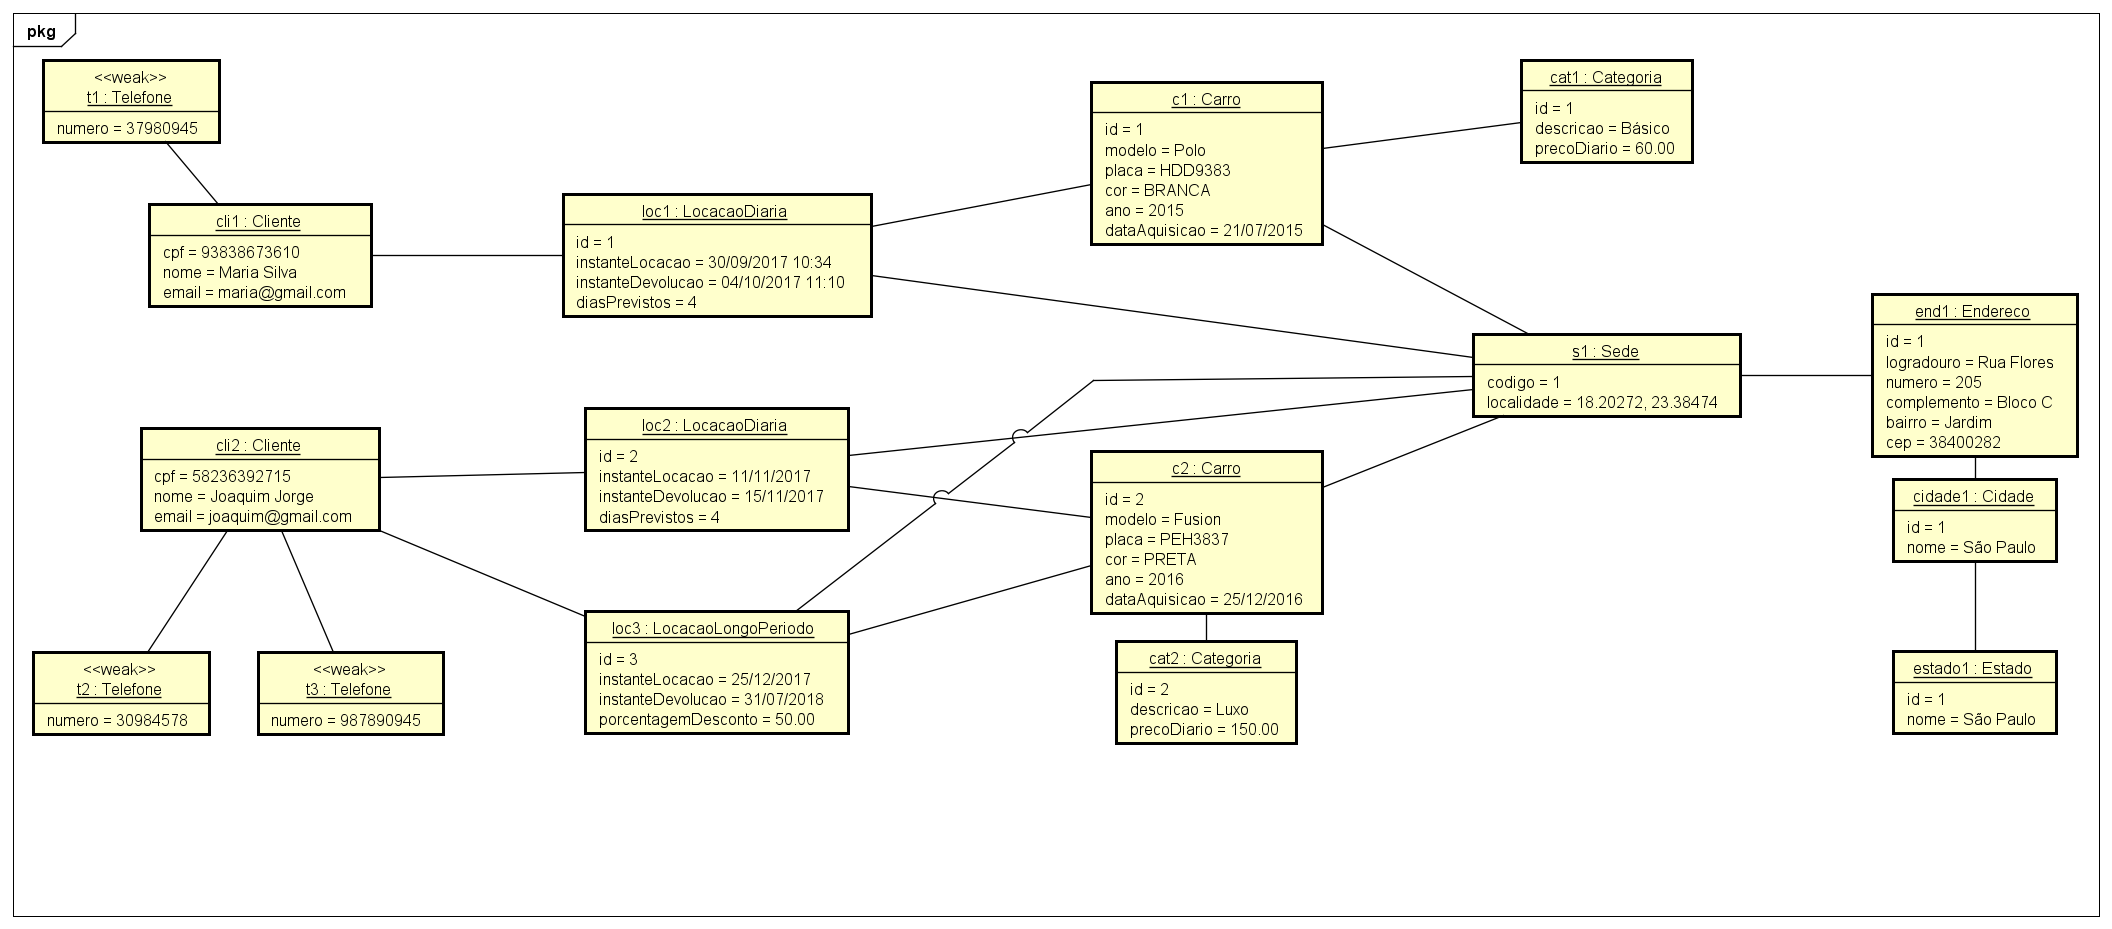 pkg
<<weak>>
t1 : Telefone
numero = 37980945
cli1 : Cliente
cpf = 93838673610
nome = Maria Silva
email = maria@gmail.com
loc1 : LocacaoDiaria
id = 1
instanteLocacao = 30/09/2017 10:34
instanteDevolucao = 04/10/2017 11:10
diasPrevistos = 4
c1 : Carro
id = 1
modelo = Polo
placa = HDD9383
cor = BRANCA
ano = 2015
dataAquisicao = 21/07/2015
cat1 : Categoria
id = 1
descricao = Básico
precoDiario = 60.00
s1 : Sede
codigo = 1
localidade = 18.20272, 23.38474
end1 : Endereco
id = 1
logradouro = Rua Flores
numero = 205
complemento = Bloco C
bairro = Jardim
cep = 38400282
cli2 : Cliente
cpf = 58236392715
nome = Joaquim Jorge
email = joaquim@gmail.com
loc2 : LocacaoDiaria
id = 2
instanteLocacao = 11/11/2017
instanteDevolucao = 15/11/2017
diasPrevistos = 4
c2 : Carro
id = 2
modelo = Fusion
placa = PEH3837
cor = PRETA
ano = 2016
dataAquisicao = 25/12/2016
cidade1 : Cidade
id = 1
nome = São Paulo
<<weak>>
t2 : Telefone
numero = 30984578
<<weak>>
t3 : Telefone
numero = 987890945
loc3 : LocacaoLongoPeriodo
id = 3
instanteLocacao = 25/12/2017
instanteDevolucao = 31/07/2018
porcentagemDesconto = 50.00
cat2 : Categoria
id = 2
descricao = Luxo
precoDiario = 150.00
estado1 : Estado
id = 1
nome = São Paulo